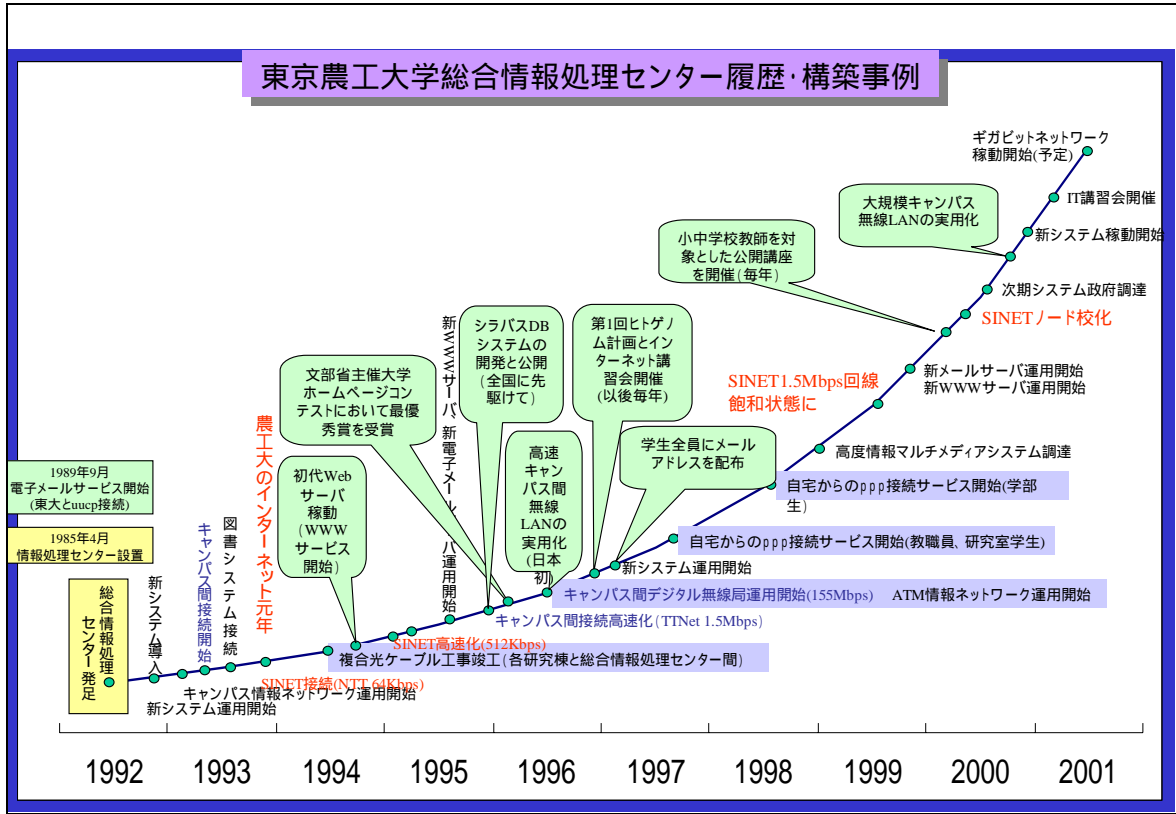 東京農工大学総合情報処理センター履歴・構築事例
ギガビットネットワーク
稼動開始(予定)
IT講習会開催
大規模キャンパス
無線LANの実用化
新システム稼動開始
小中学校教師を対
象とした公開講座
を開催(毎年)
次期システム政府調達
SINETノード校化
新メールサーバ運用開始
新WWWサーバ運用開始
SINET1.5Mbps回線
飽和状態に
高度情報マルチメディアシステム調達
自宅からのppp接続サービス開始(学部
生)
自宅からのppp接続サービス開始(教職員、研究室学生)
学生全員にメール
アドレスを配布
新システム運用開始
第1回ヒトゲノ
ム計画とインタ
ーネット講
習会開催
(以後毎年)
キャンパス間デジタル無線局運用開始(155Mbps)
ATM情報ネットワーク運用開始
高速
キャン
パス間
無線
LANの
実用化
(日本
初)
キャンパス間接続高速化(TTNet 1.5Mbps)
シラバスDB
システムの
開発と公開
(全国に先
駆けて)
文部省主催大学
ホームページコン
テストにおいて最優
秀賞を受賞
新WWWサーバ、新電子メール
バ運用開始
SINET高速化(512Kbps)
初代Web
サーバ
稼動
(WWW
サービス
開始)
複合光ケーブル工事竣工(各研究棟と総合情報処理センター間)
農工大のインターネット元年
SINET接続(NTT 64Kbps)
図書システム接続
キャンパス間接続開始
キャンパス情報ネットワーク運用開始
新システム導入
新システム運用開始
1989年9月
電子メールサービス開始
(東大とuucp接続)
1985年4月
情報処理センター設置
総合情報処理
センター発足
1992
1993
1994
1995
1996
1997
1998
1999
2000
2001